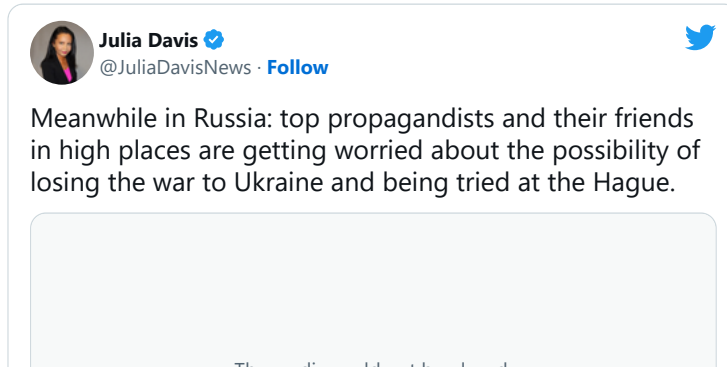 Julia Davis
@JuliaDavisNews · Follow
Meanwhile in Russia: top propagandists and their friends
in high places are getting worried about the possibility of
losing the war to Ukraine and being tried at the Hague.